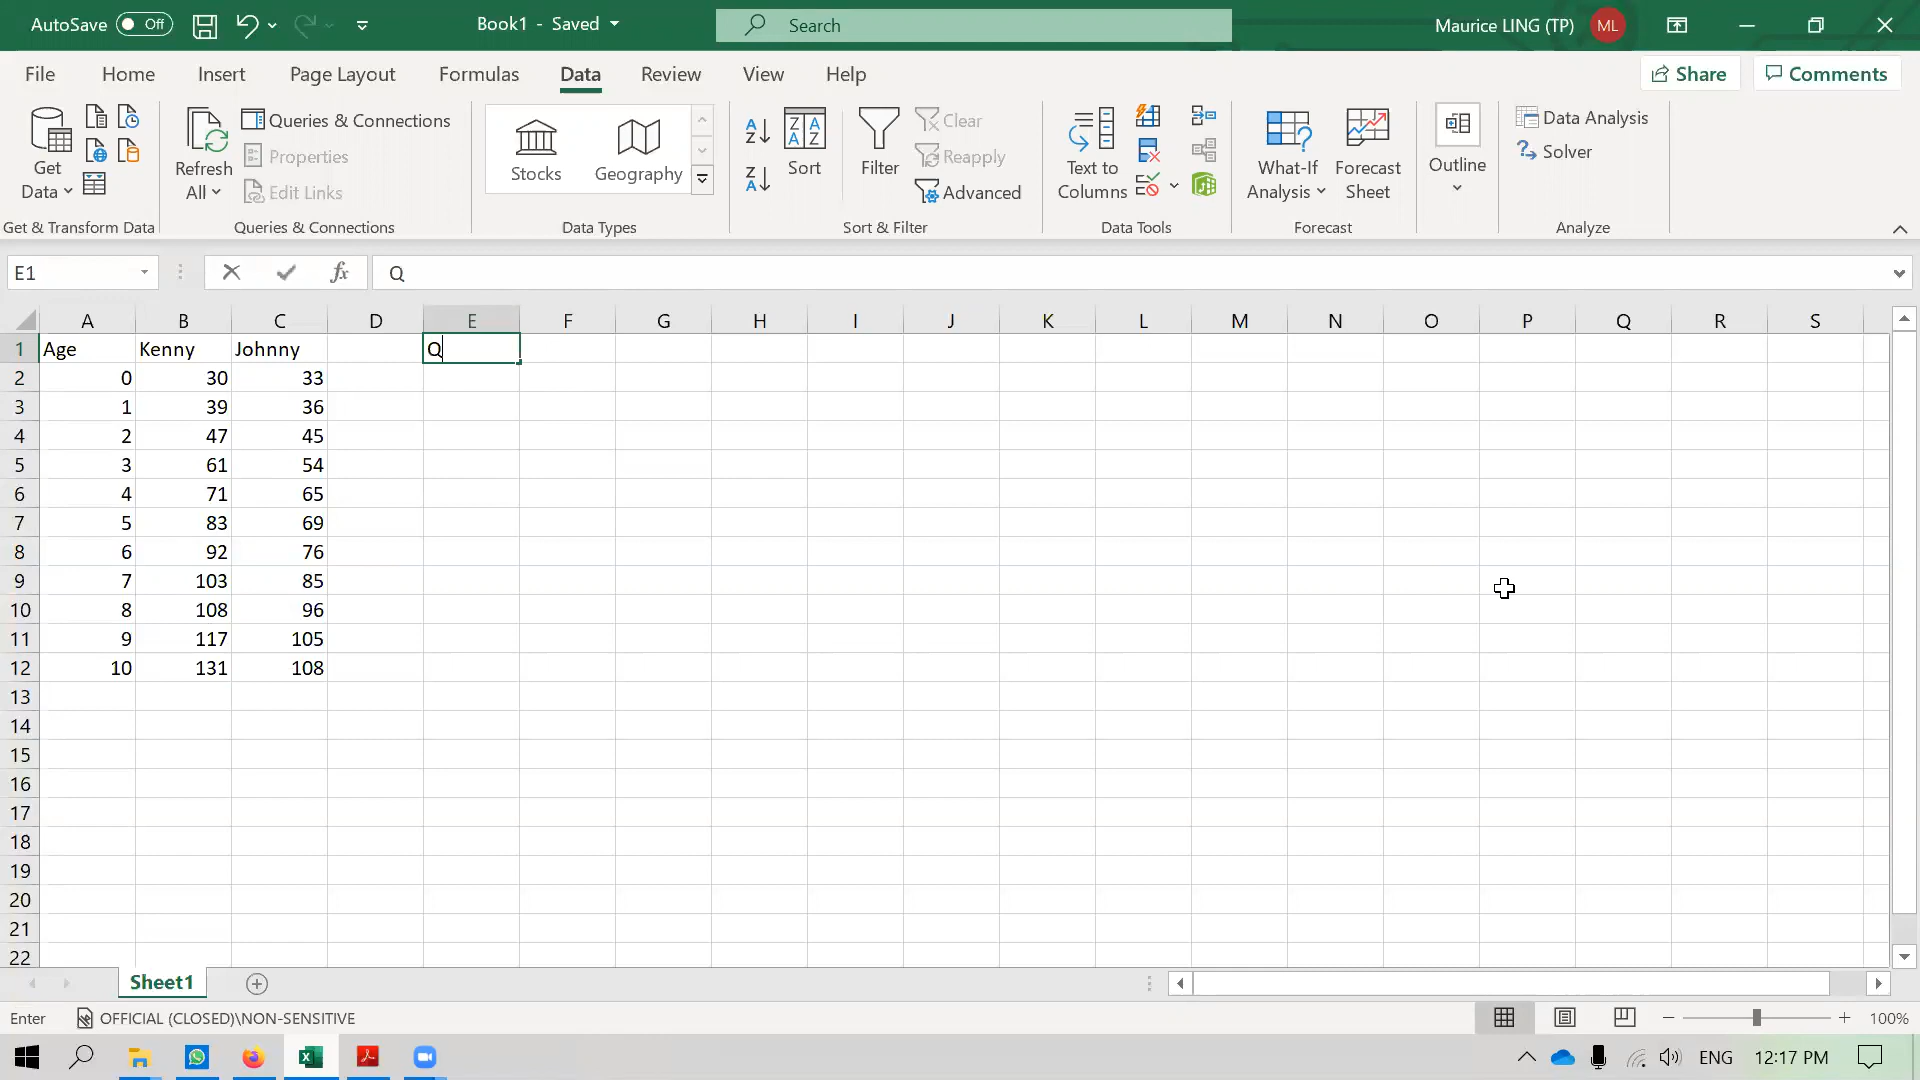 AutoSave Off Book1 - Saved Search Maurice LING (TP) ML
File Home Insert Page Layout Formulas Data Review View Help Share Comments
Get Data
Refresh All
Queries & Connections
Properties
Edit Links
Stocks
Geography
Sort
Filter
Clear
Reapply
Advanced
Text to Columns
What-If Analysis
Forecast Sheet
Outline
Data Analysis
Solver
Get & Transform Data Queries & Connections Data Types Sort & Filter Data Tools Forecast Analyze
E1 fx Q
A B C D E F G H I J K L M N O P Q R S
1 Age Kenny Johnny Q
2 0 30 33
3 1 39 36
4 2 47 45
5 3 61 54
6 4 71 65
7 5 83 69
8 6 92 76
9 7 103 85
10 8 108 96
11 9 117 105
12 10 131 108
13
14
15
16
17
18
19
20
21
22
Sheet1
Enter OFFICIAL (CLOSED)\NON-SENSITIVE 100%
ENG 12:17 PM